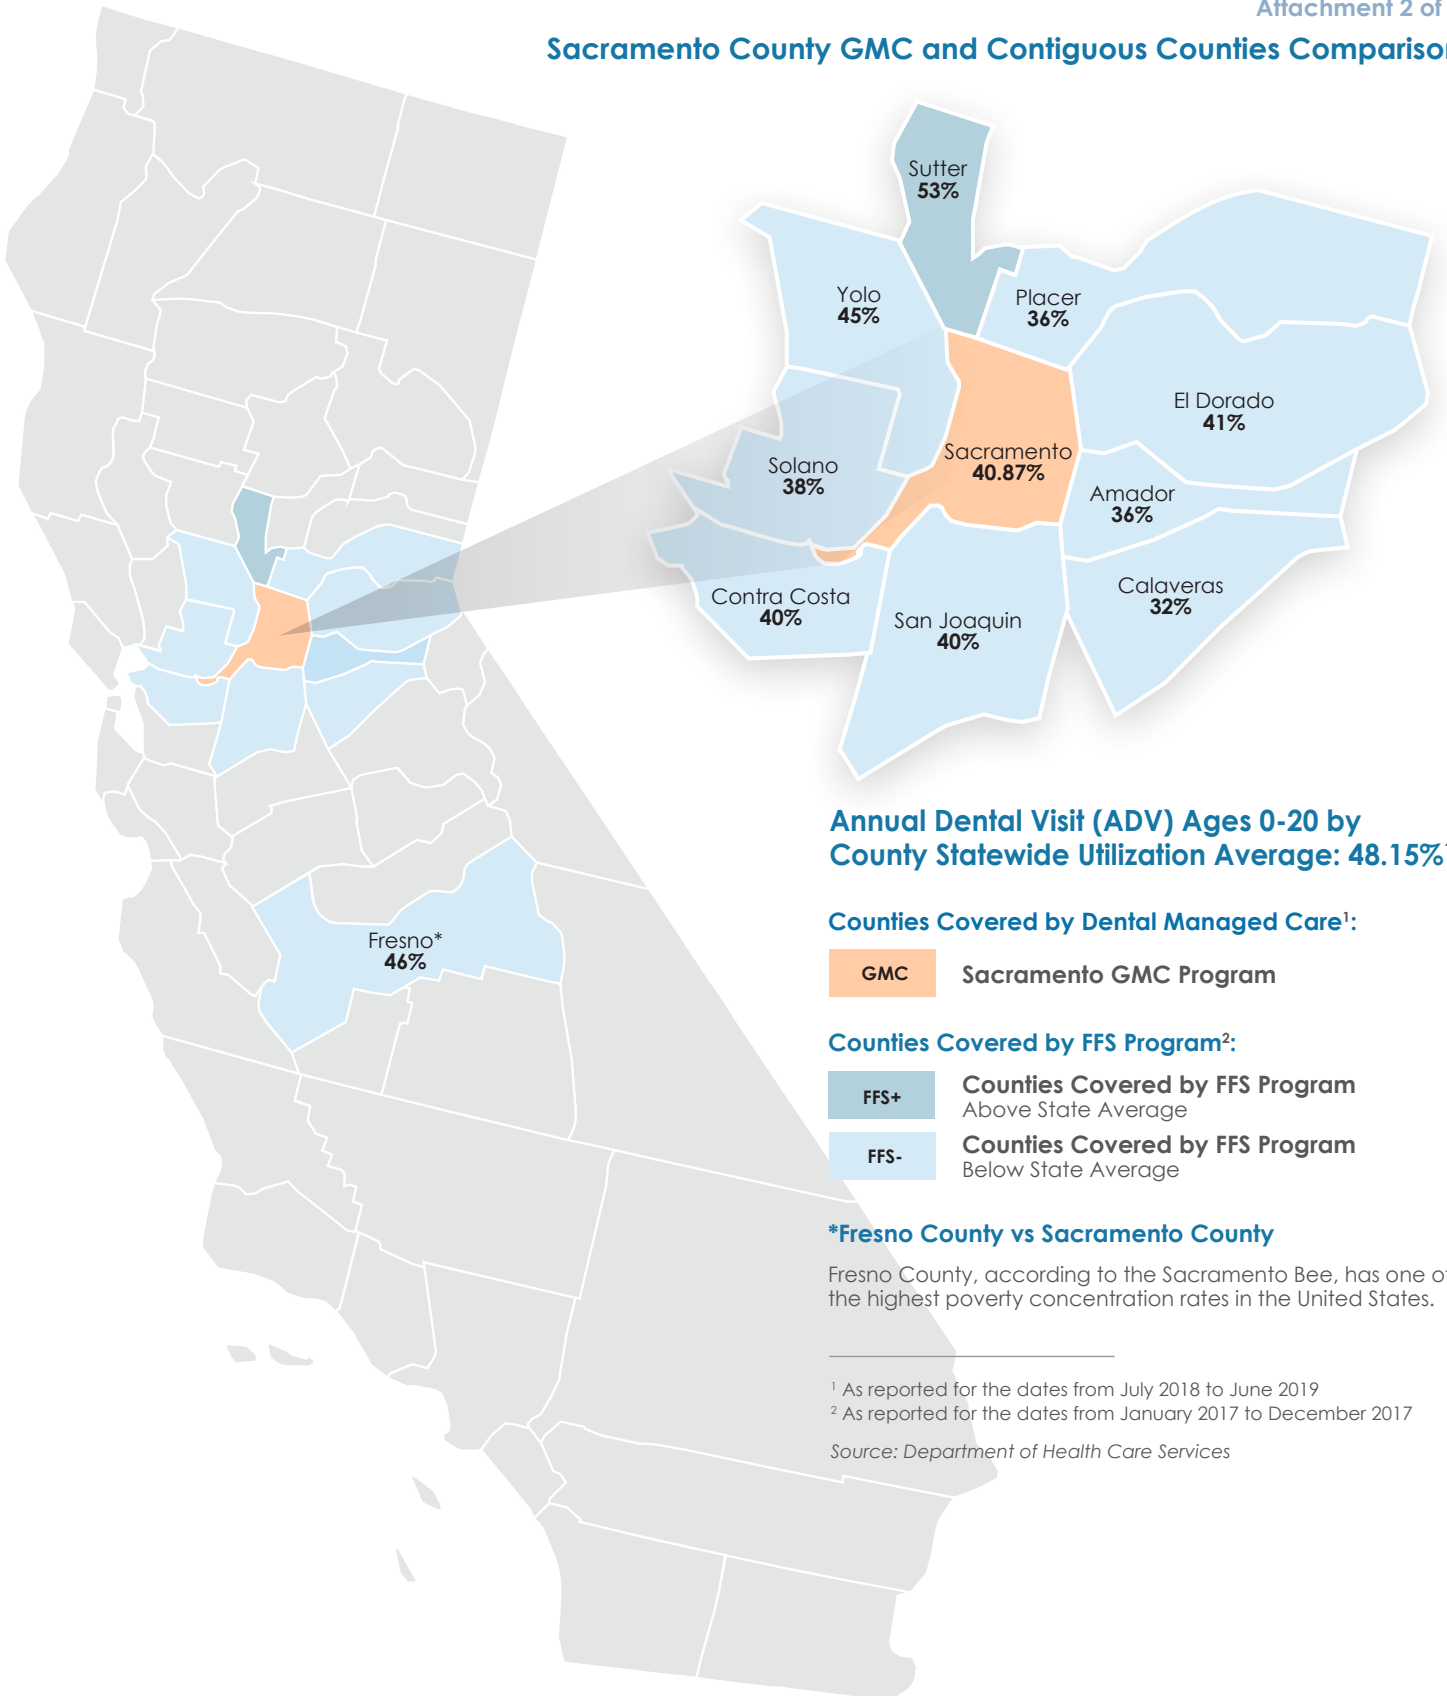 Attachment 2 of
Sacramento County GMC and Contiguous Counties Comparison
Sutter
53%
Yolo
45%
Placer
36%
El Dorado
41%
Sacramento
40.87%
Solano
38%
Amador
36%
Calaveras
32%
Contra Costa
40%
San Joaquin
40%
Fresno*
46%
Annual Dental Visit (ADV) Ages 0-20 by
County Statewide Utilization Average: 48.15%¹
Counties Covered by Dental Managed Care¹:
GMC
Sacramento GMC Program
Counties Covered by FFS Program²:
FFS+
Counties Covered by FFS Program
Above State Average
FFS-
Counties Covered by FFS Program
Below State Average
*Fresno County vs Sacramento County
Fresno County, according to the Sacramento Bee, has one of
the highest poverty concentration rates in the United States.
¹ As reported for the dates from July 2018 to June 2019
² As reported for the dates from January 2017 to December 2017
Source: Department of Health Care Services